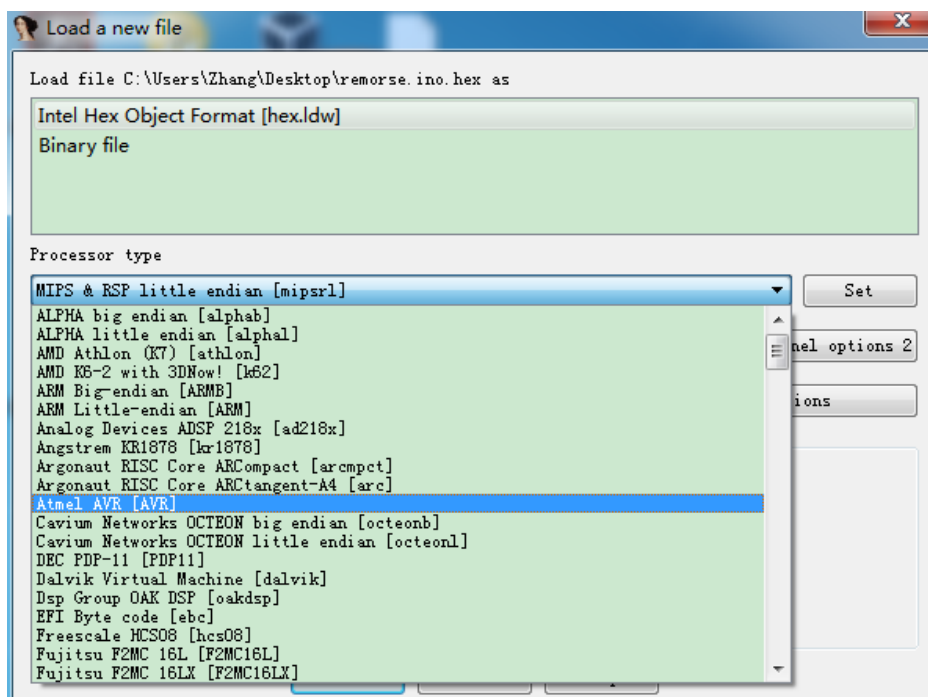 Load a new file
Load file C:\Users\Zhang\Desktop\remorse.ino.hex as
Intel Hex Object Format [hex.ldw]
Binary file
Processor type
MIPS & RSP little endian [mipsrl]
Set
ALPHA big endian [alphab]
ALPHA little endian [alphal]
AMD Athlon (K7) [athlon]
AMD K6-2 with 3DNow! [k62]
nel options 2
ARM Big-endian [ARMB]
ARM Little-endian [ARM]
ions
Analog Devices ADSP 218x [ad218x]
Angstrem KR1878 [kr1878]
Argonaut RISC Core ARCompact [arcmpct]
Argonaut RISC Core ARCtangent-A4 [arc]
Atmel AVR [AVR]
Cavium Networks OCTEON big endian [octeonb]
Cavium Networks OCTEON little endian [octeonl]
DEC PDP-11 [PDP11]
Dalvik Virtual Machine [dalvik]
Dsp Group OAK DSP [oakdsp]
EFI Byte code [ebc]
Freescale HCS08 [hcs08]
Fujitsu F2MC 16L [F2MC16L]
Fujitsu F2MC 16LX [F2MC16LX]